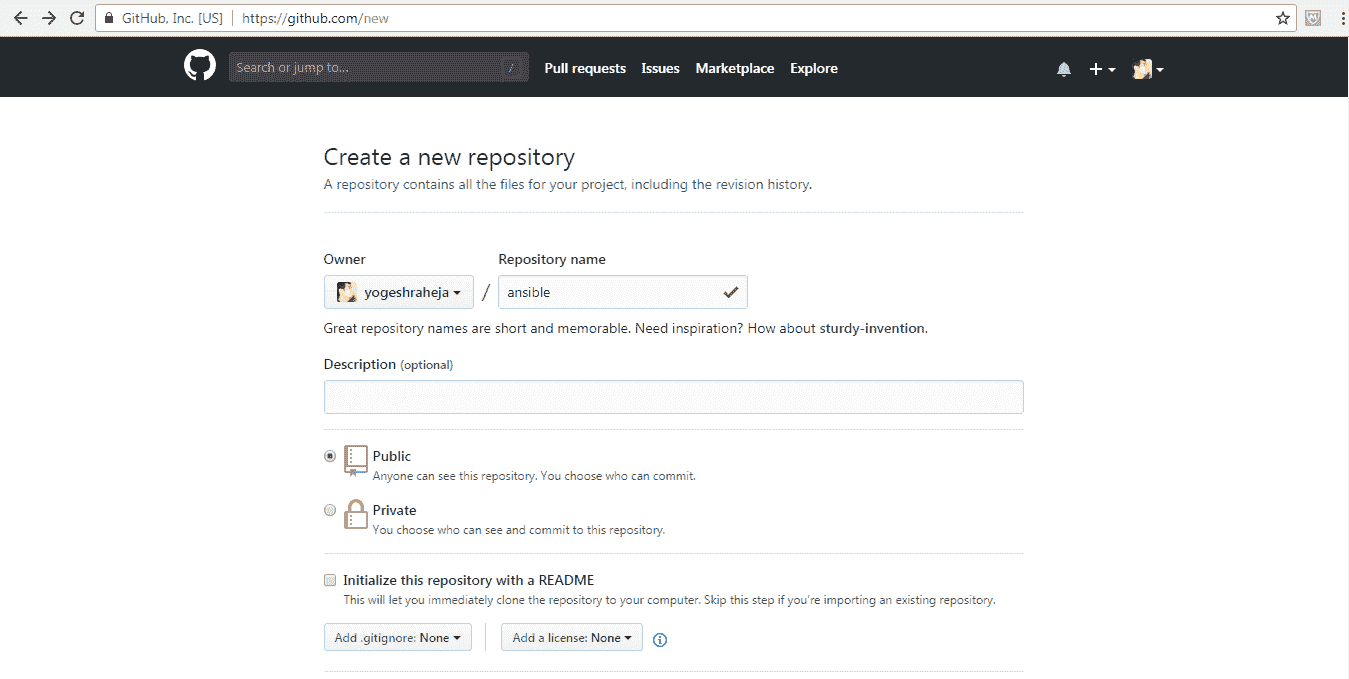 GitHub, Inc. [US] https://github.com/new
Search or jump to... /
Pull requests Issues Marketplace Explore
Create a new repository
A repository contains all the files for your project, including the revision history.
Owner Repository name
yogeshraheja / ansible
Great repository names are short and memorable. Need inspiration? How about sturdy-invention.
Description (optional)
Public
Anyone can see this repository. You choose who can commit.
Private
You choose who can see and commit to this repository.
Initialize this repository with a README
This will let you immediately clone the repository to your computer. Skip this step if you're importing an existing repository.
Add .gitignore: None Add a license: None